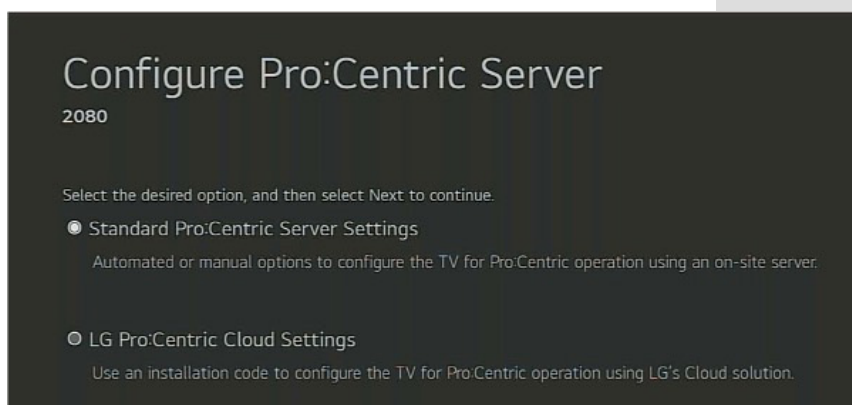 Configure Pro:Centric Server
2080
Select the desired option, and then select Next to continue.
Standard Pro:Centric Server Settings
Automated or manual options to configure the TV for Pro:Centric operation using an on-site server.
LG Pro:Centric Cloud Settings
Use an installation code to configure the TV for Pro:Centric operation using LG's Cloud solution.